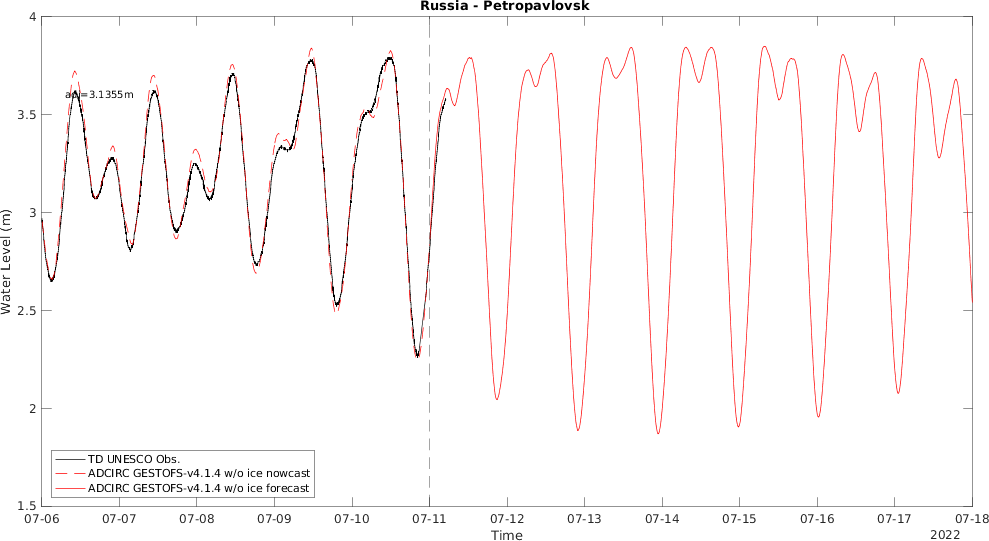 Russia - Petropavlovsk
4
3.5
3
2.5
2
1.5
Water Level (m)
=3.1355m
TD UNESCO Obs.
ADCIRC GESTOFS-v4.1.4 w/o ice nowcast
ADCIRC GESTOFS-v4.1.4 w/o ice forecast
07-06 07-07 07-08 07-09 07-10 07-11 07-12 07-13 07-14 07-15 07-16 07-17 07-18
Time
2022